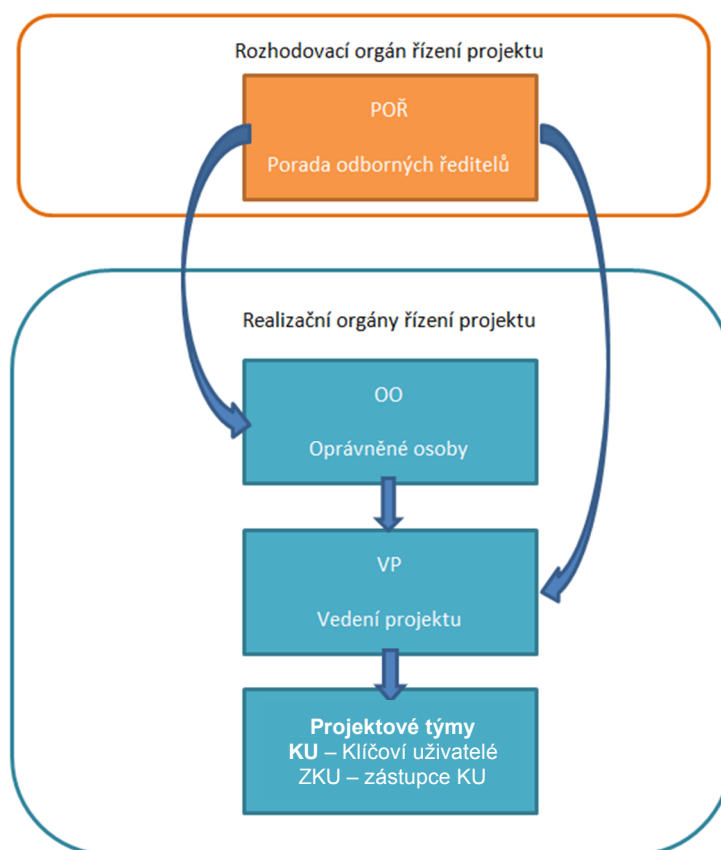 Rozhodovací orgán řízení projektu
POŘ
Porada odborných ředitelů
Realizační orgány řízení projektu
OO
Oprávněné osoby
VP
Vedení projektu
Projektové týmy
KU – Klíčoví uživatelé
ZKU – zástupce KU